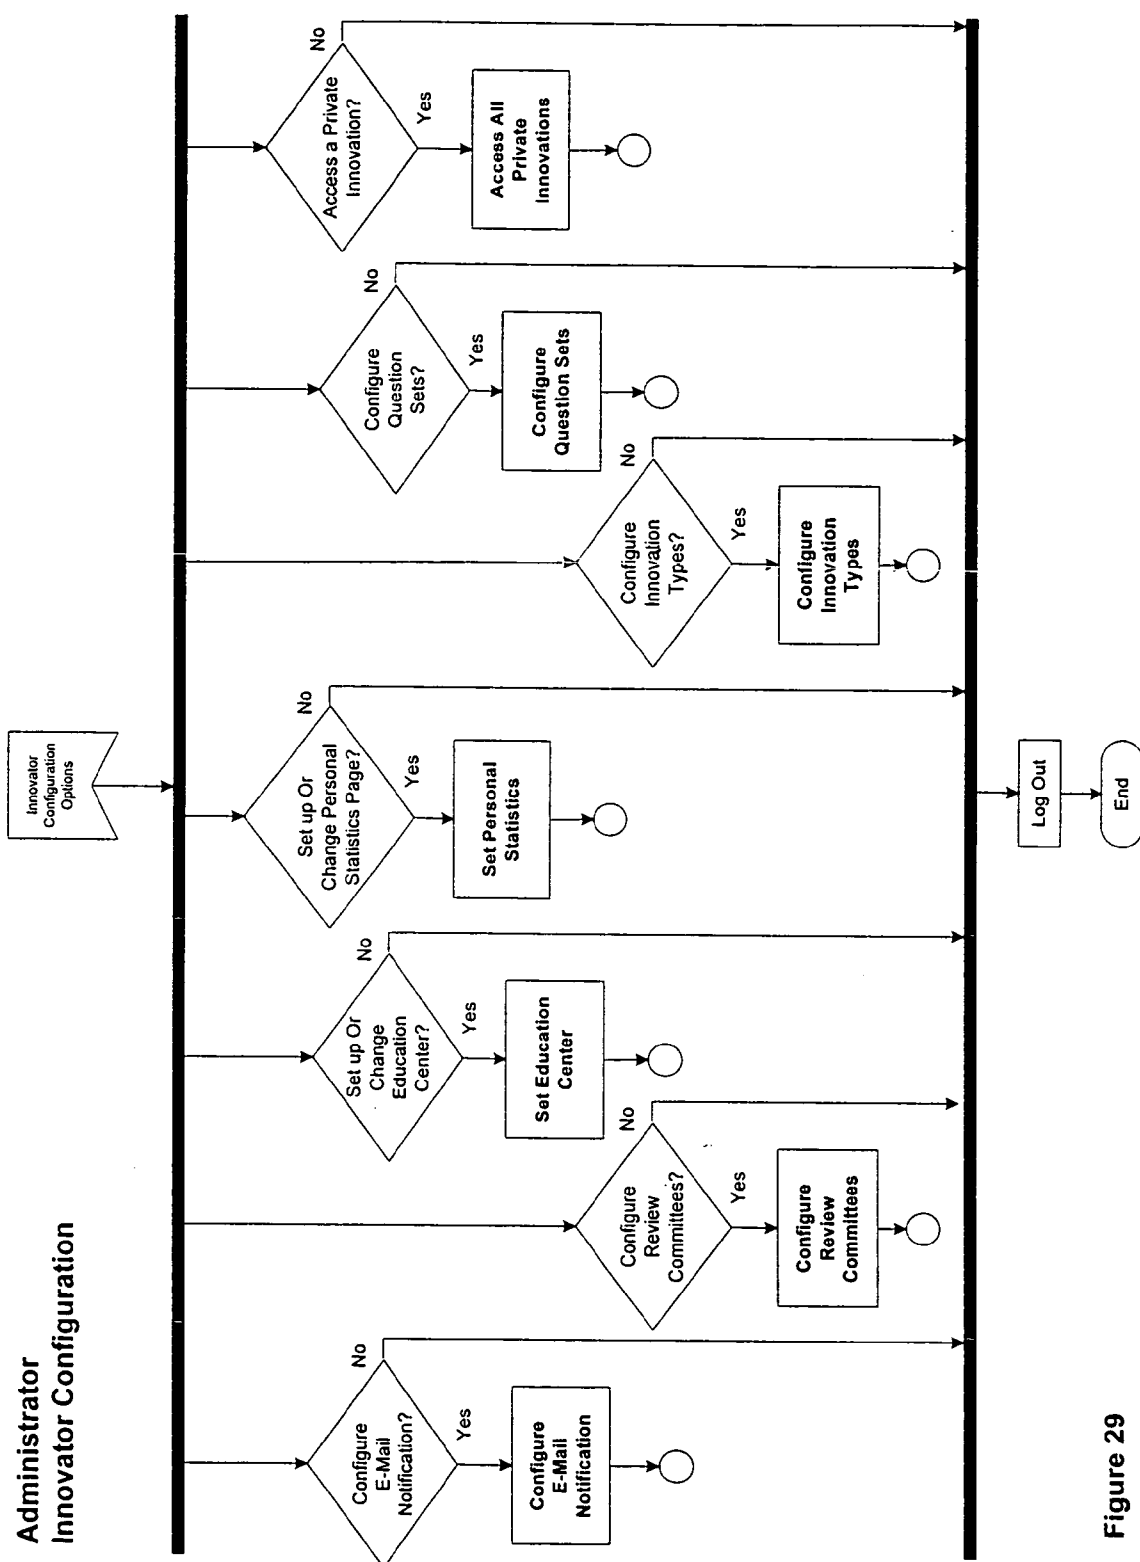 Administrator
Innovator Configuration
Innovator
Configuration
Options
Configure
E-Mail
Notification?
No
Yes
Configure
E-Mail
Notification
Configure
Review
Committees?
No
Yes
Configure
Review
Committees
Set up Or
Change
Education
Center?
No
Yes
Set Education
Center
Set up Or
Change Personal
Statistics Page?
No
Yes
Set Personal
Statistics
Configure
Innovation
Types?
No
Yes
Configure
Innovation
Types
Configure
Question
Sets?
No
Yes
Configure
Question Sets
Access a Private
Innovation?
No
Yes
Access All
Private
Innovations
Log Out
End
Figure 29